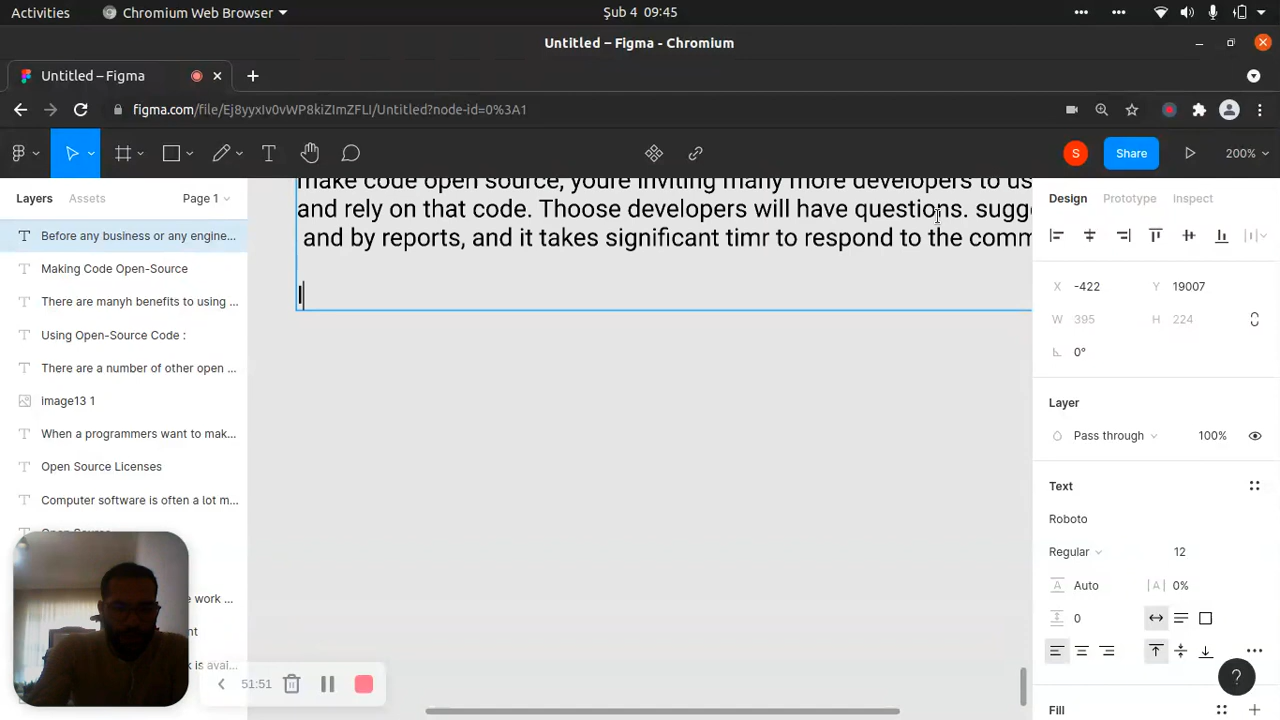 Activities
Chromium Web Browser
Şub 4 09:45
Untitled – Figma - Chromium
Untitled – Figma
figma.com/file/Ej8yyxIv0vWP8kiZImZFLI/Untitled?node-id=0%3A1
S
Share
200%
Layers
Assets
Page 1
Before any business or any engine...
Making Code Open-Source
There are manyh benefits to using ...
Using Open-Source Code :
There are a number of other open ...
image13 1
When a programmers want to mak...
Open Source Licenses
Computer software is often a lot m...
Open Source
e work ...
nt
k is avai...
51:51
make code open source, youre inviting many more developers to us
and rely on that code. Thoose developers will have questions. sugge
and by reports, and it takes significant timr to respond to the comm
I
Design
Prototype
Inspect
X -422
Y 19007
W 395
H 224
0°
Layer
Pass through
100%
Text
Roboto
Regular
12
Auto
0%
0
Fill
?